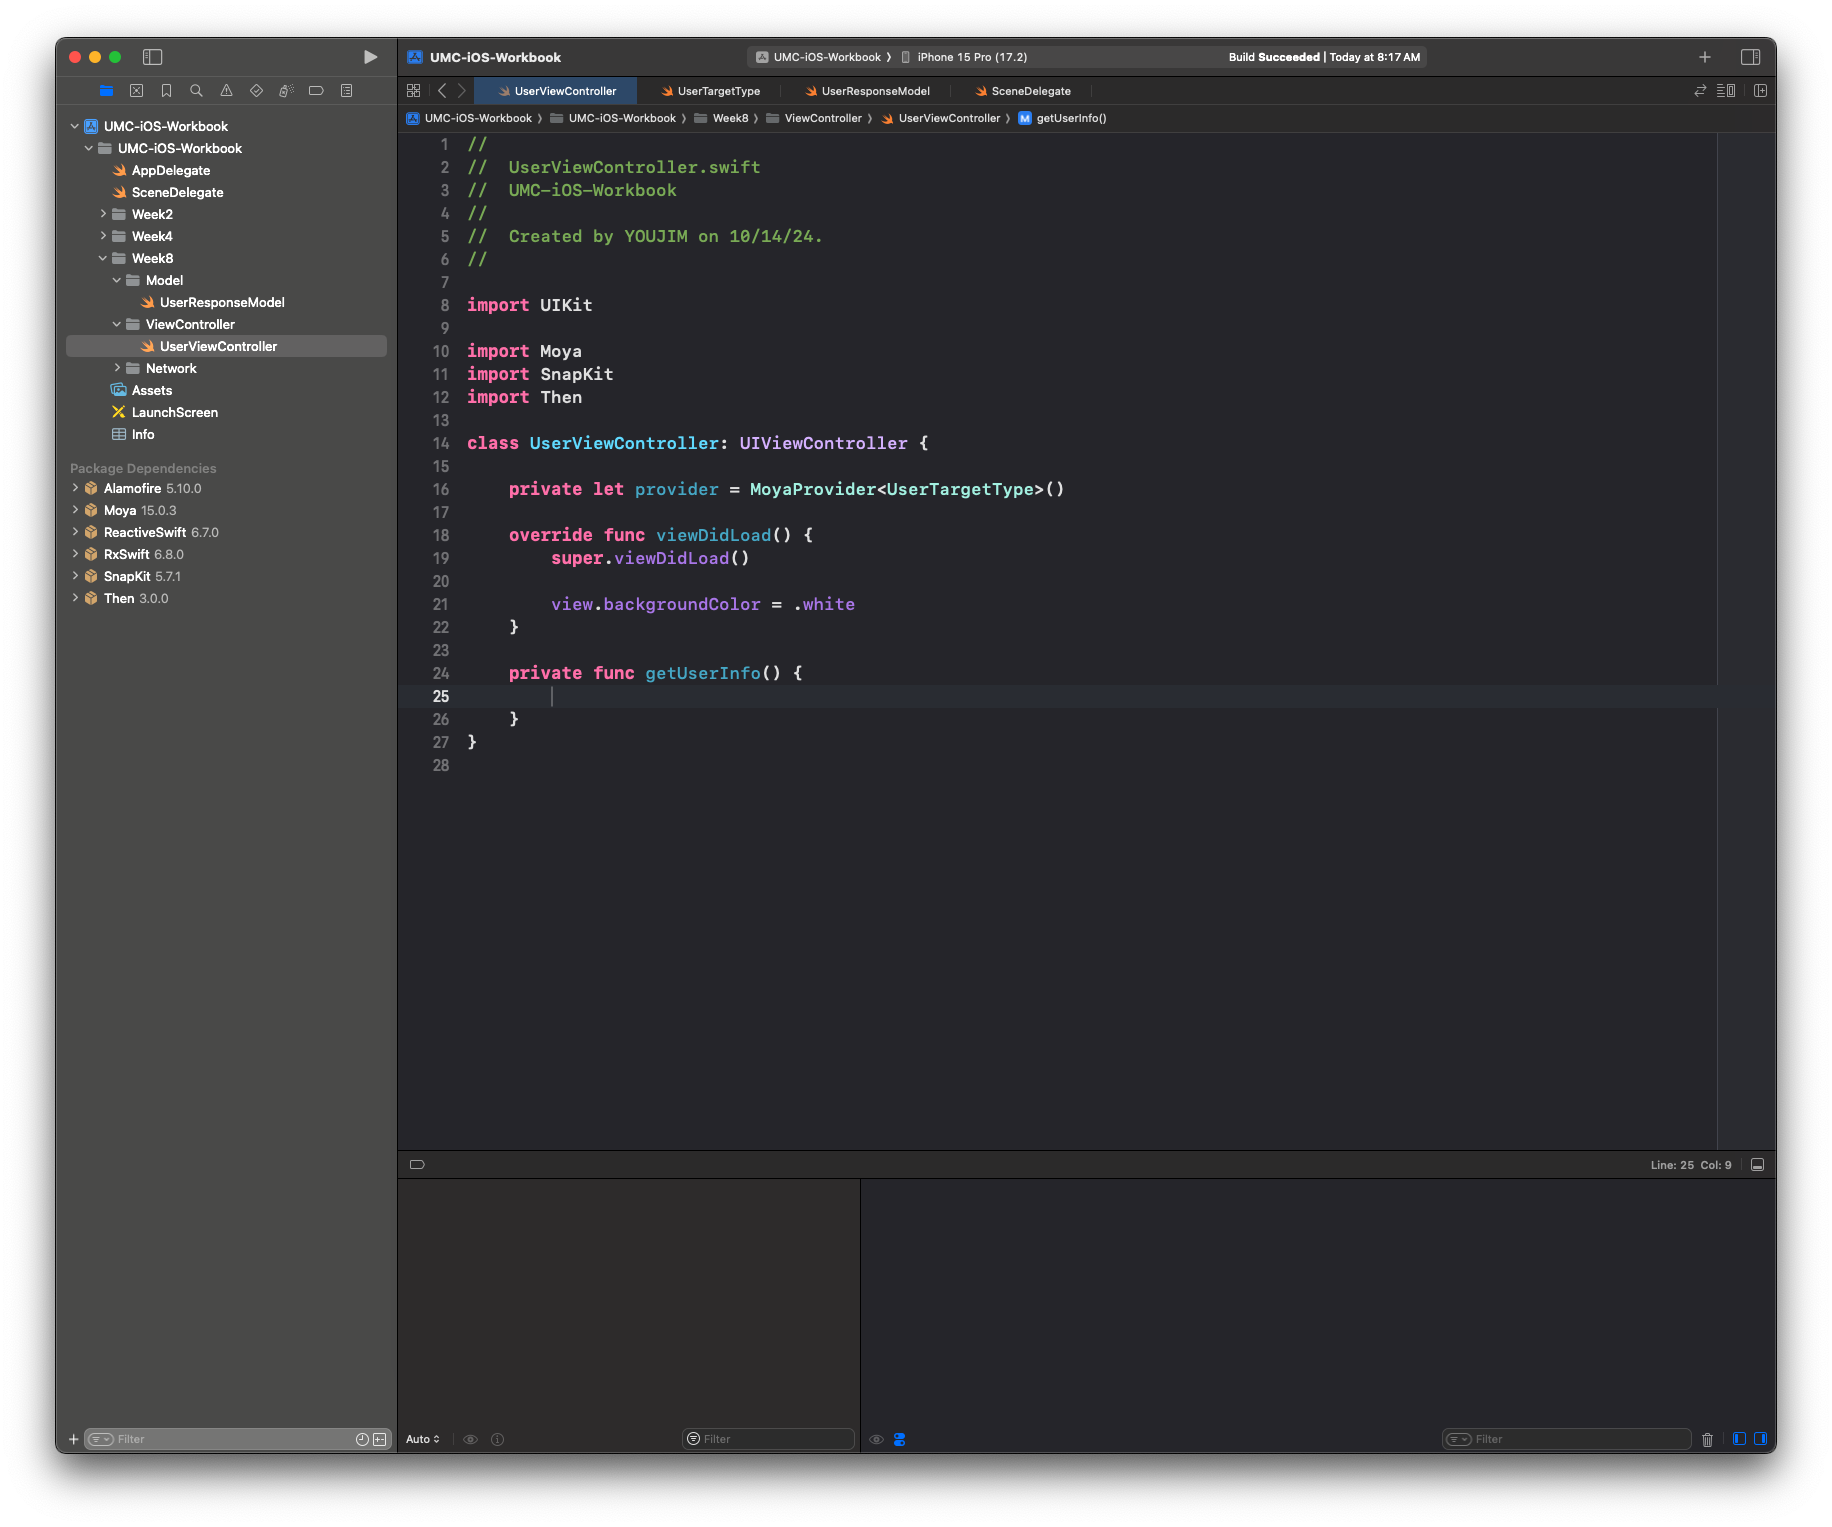 UMC-iOS-Workbook
UMC-iOS-Workbook 〉 iPhone 15 Pro (17.2)
Build Succeeded | Today at 8:17 AM
UserViewController
UserTargetType
UserResponseModel
SceneDelegate
UMC-iOS-Workbook 〉 UMC-iOS-Workbook 〉 Week8 〉 ViewController 〉 UserViewController 〉 M getUserInfo()
UMC-iOS-Workbook
UMC-iOS-Workbook
AppDelegate
SceneDelegate
Week2
Week4
Week8
Model
UserResponseModel
ViewController
UserViewController
Network
Assets
LaunchScreen
Info
Package Dependencies
Alamofire 5.10.0
Moya 15.0.3
ReactiveSwift 6.7.0
RxSwift 6.8.0
SnapKit 5.7.1
Then 3.0.0
Filter
1 //
2 //  UserViewController.swift
3 //  UMC-iOS-Workbook
4 //
5 //  Created by YOUJIM on 10/14/24.
6 //
7
8 import UIKit
9
10 import Moya
11 import SnapKit
12 import Then
13
14 class UserViewController: UIViewController {
15
16     private let provider = MoyaProvider<UserTargetType>()
17
18     override func viewDidLoad() {
19         super.viewDidLoad()
20
21         view.backgroundColor = .white
22     }
23
24     private func getUserInfo() {
25
26     }
27 }
28
Line: 25 Col: 9
Auto
Filter
Filter